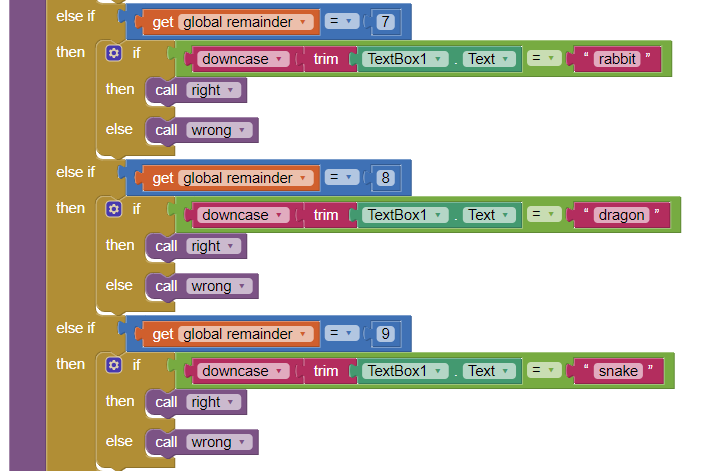 else if get global remainder = 7
then if downcase trim TextBox1 . Text = “ rabbit ”
then call right
else call wrong
else if get global remainder = 8
then if downcase trim TextBox1 . Text = “ dragon ”
then call right
else call wrong
else if get global remainder = 9
then if downcase trim TextBox1 . Text = “ snake ”
then call right
else call wrong